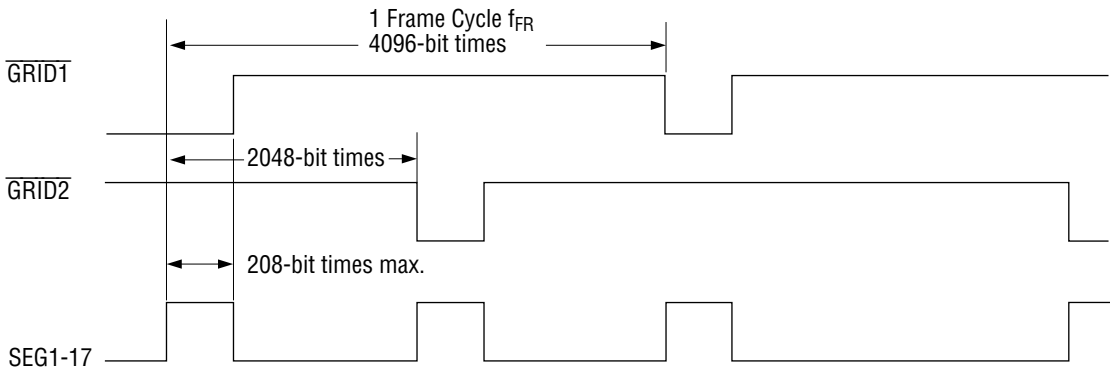 1 Frame Cycle fFR
4096-bit times
GRID1
2048-bit times
GRID2
208-bit times max.
SEG1-17